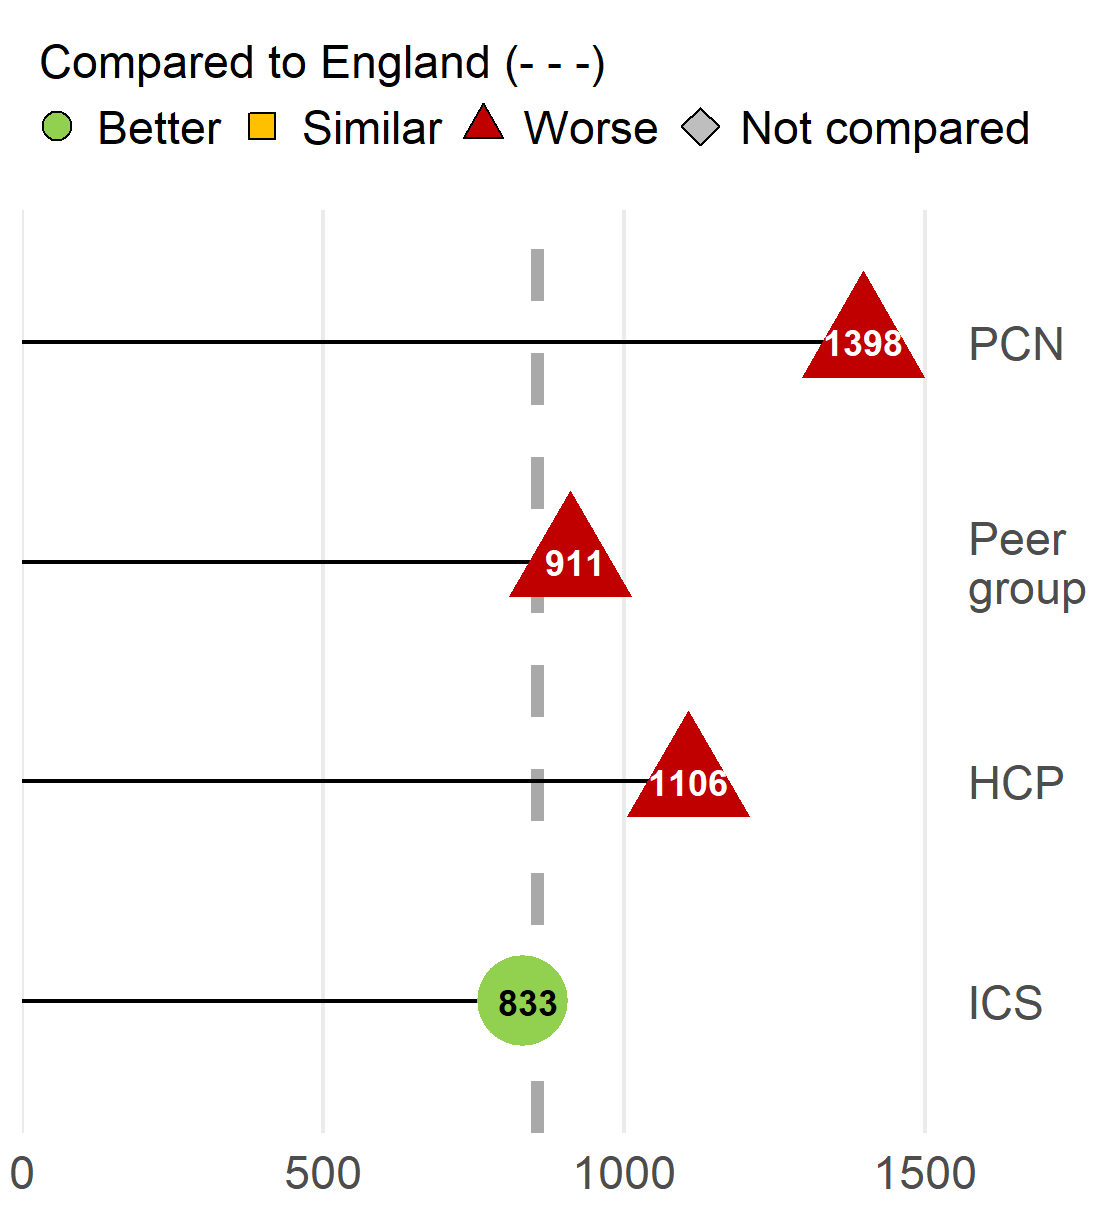 Compared to England (- - -)
Better Similar Worse Not compared
1398 PCN
Peer
911
group
1106 HCP
833 ICS
0 500 1000 1500